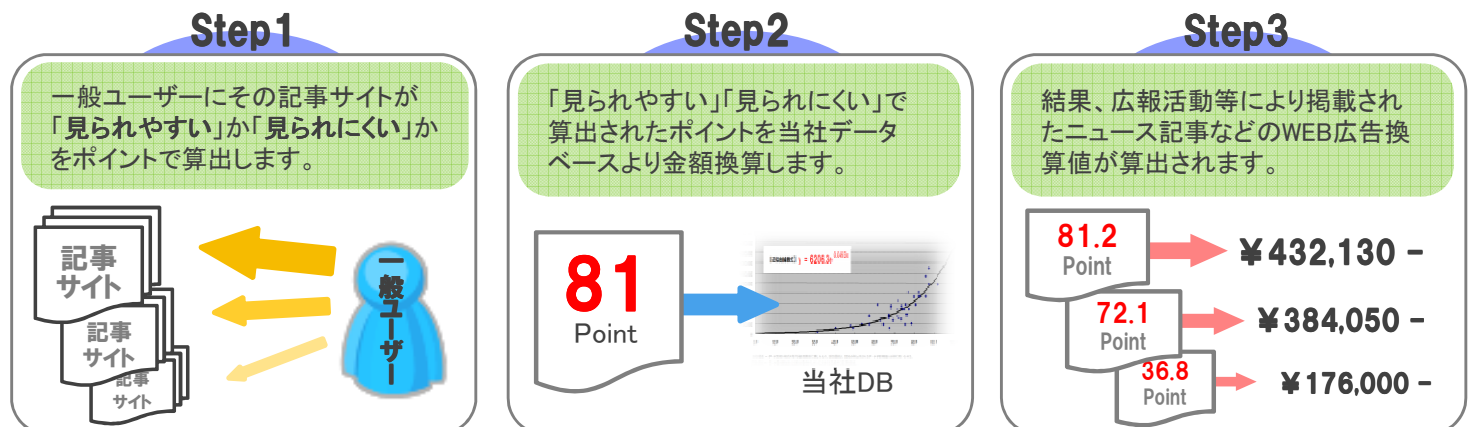 Step1
一般ユーザーにその記事サイトが
「見られやすい」か「見られにくい」か
をポイントで算出します。
記事
サイト
記事
サイト
記事
サイト
一般ユーザー
Step2
「見られやすい」「見られにくい」で
算出されたポイントを当社データ
ベースより金額換算します。
81
Point
当社DB
Step3
結果、広報活動等により掲載され
たニュース記事などのWEB広告換
算値が算出されます。
81.2
Point
¥432,130 -
72.1
Point
¥384,050 -
36.8
Point
¥176,000 -